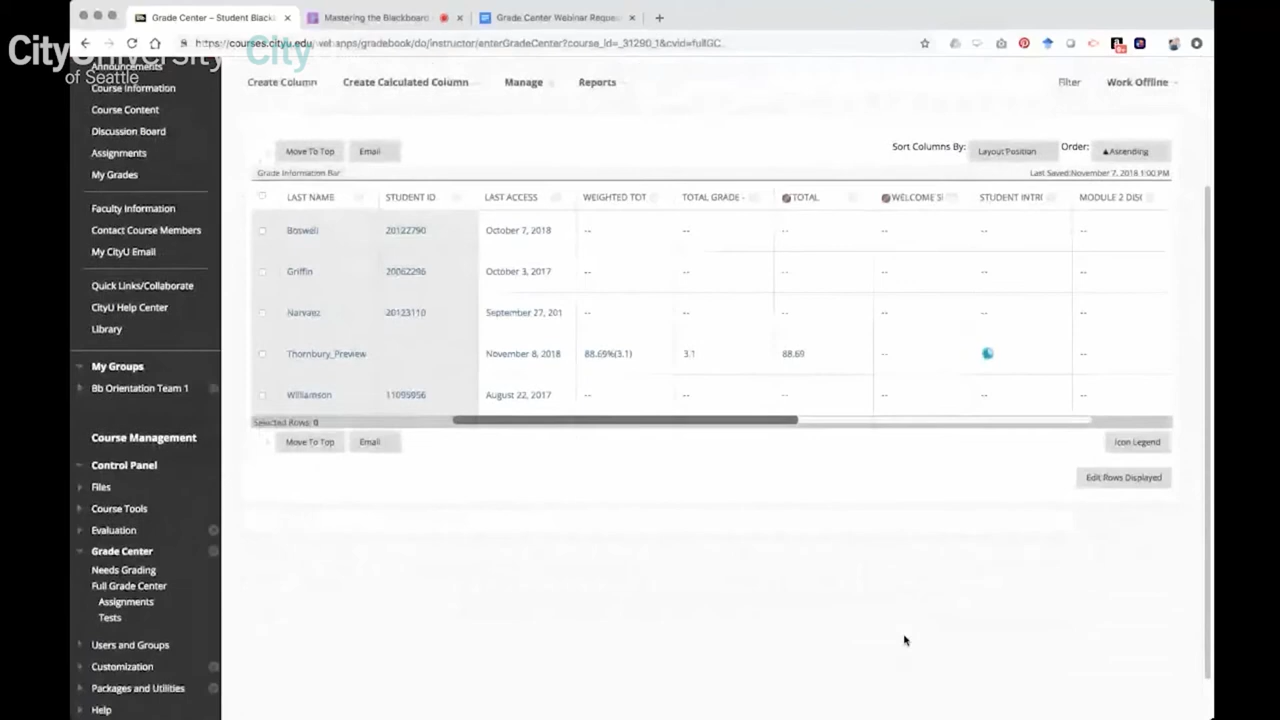 Grade Center – Student Black
Mastering the Blackboard
Grade Center Webinar Reque
https://courses.cityu.edu/webapps/gradebook/do/instructor/enterGradeCenter?course_id=_31290_1&cvid=fullGC...
CityUniversity City
of Seattle
Announcements
Course Information
Course Content
Discussion Board
Assignments
My Grades
Faculty Information
Contact Course Members
My CityU Email
Quick Links/Collaborate
CityU Help Center
Library
My Groups
Bb Orientation Team 1
Course Management
Control Panel
Files
Course Tools
Evaluation
Grade Center
Needs Grading
Full Grade Center
Assignments
Tests
Users and Groups
Customization
Packages and Utilities
Help
Create Column Create Calculated Column Manage Reports Filter Work Offline
Move To Top Email Sort Columns By: Layout Position Order: ▲Ascending
Grade Information Bar Last Saved:November 7, 2018 1:00 PM
LAST NAME STUDENT ID LAST ACCESS WEIGHTED TOT TOTAL GRADE - TOTAL WELCOME S STUDENT INTR MODULE 2 DIS
Boswell 20122790 October 7, 2018 -- -- -- -- -- --
Griffin 20062296 October 3, 2017 -- -- -- -- -- --
Narvaez 20123110 September 27, 201 -- -- -- -- -- --
Thornbury_Preview November 8, 2018 88.69%(3.1) 3.1 88.69 -- --
Williamson 11095956 August 22, 2017 -- -- -- -- -- --
Selected Rows: 0
Move To Top Email Icon Legend
Edit Rows Displayed